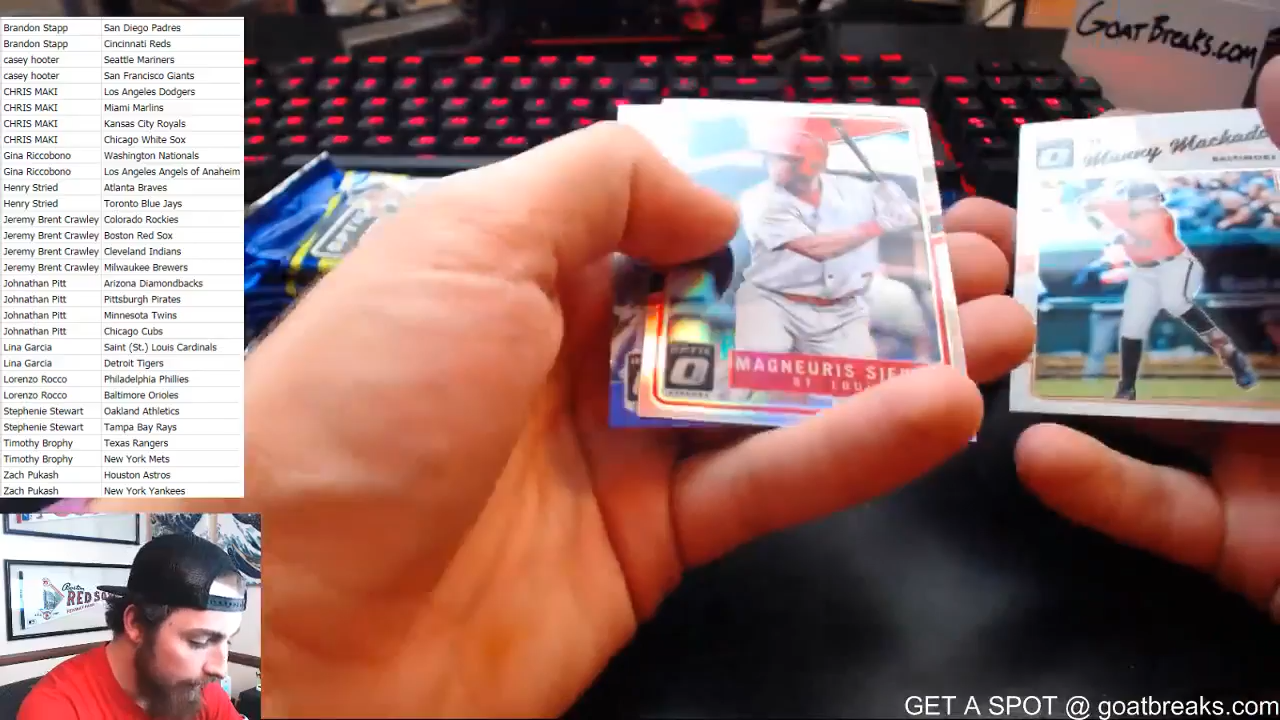 Brandon Stapp San Diego Padres
Brandon Stapp Cincinnati Reds
casey hooter Seattle Mariners
casey hooter San Francisco Giants
CHRIS MAKI Los Angeles Dodgers
CHRIS MAKI Miami Marlins
CHRIS MAKI Kansas City Royals
CHRIS MAKI Chicago White Sox
Gina Riccobono Washington Nationals
Gina Riccobono Los Angeles Angels of Anaheim
Henry Stried Atlanta Braves
Henry Stried Toronto Blue Jays
Jeremy Brent Crawley Colorado Rockies
Jeremy Brent Crawley Boston Red Sox
Jeremy Brent Crawley Cleveland Indians
Jeremy Brent Crawley Milwaukee Brewers
Johnathan Pitt Arizona Diamondbacks
Johnathan Pitt Pittsburgh Pirates
Johnathan Pitt Minnesota Twins
Johnathan Pitt Chicago Cubs
Lina Garcia Saint (St.) Louis Cardinals
Lina Garcia Detroit Tigers
Lorenzo Rocco Philadelphia Phillies
Lorenzo Rocco Baltimore Orioles
Stephenie Stewart Oakland Athletics
Stephenie Stewart Tampa Bay Rays
Timothy Brophy Texas Rangers
Timothy Brophy New York Mets
Zach Pukash Houston Astros
Zach Pukash New York Yankees
GOATBREAKS.COM
Manny Machado
BALTIMORE
OPTIC
MAGNEURIS SIE
ST. LOU
Boston
RED SO
GET A SPOT @ goatbreaks.com